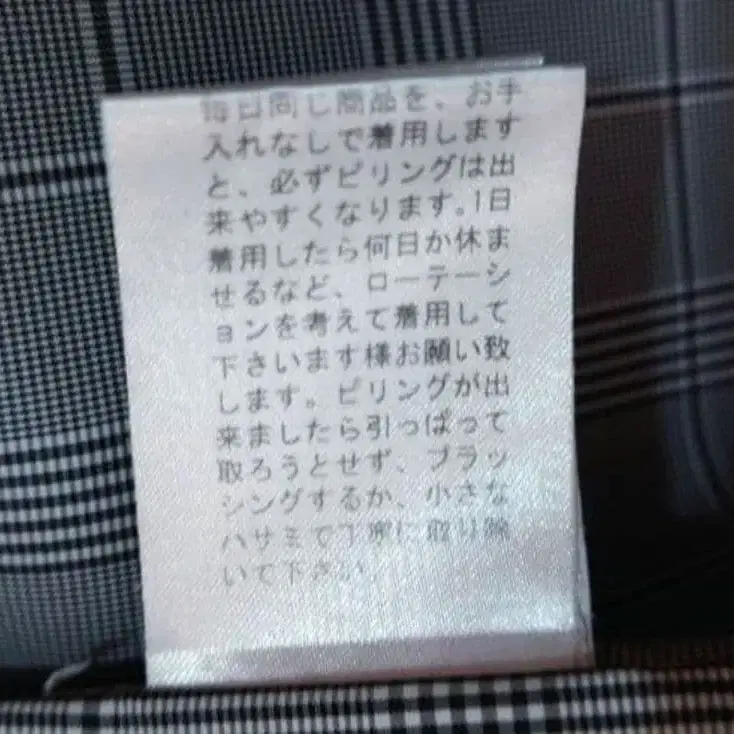 毎日同じ商品を、お手
入れなしで着用します
と、必ずピリングは出
来やすくなります。1日
着用したら何日か休ま
せるなど、ローテーシ
ョンを考えて着用して
下さいます様お願い致
します。ピリングが出
来ましたら引っぱって
取ろうとせず、ブラッ
シングするか、小さな
ハサミで丁寧に取り除
いて下さい。